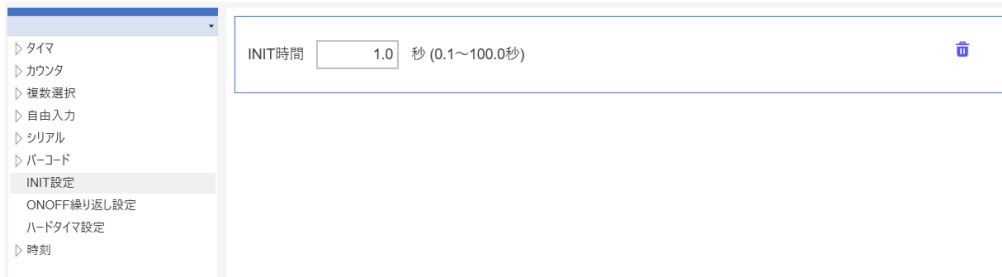 タイマ
カウンタ
複数選択
自由入力
シリアル
バーコード
INIT設定
ONOFF繰り返し設定
ハードタイマ設定
時刻
INIT時間 1.0 秒 (0.1～100.0秒)